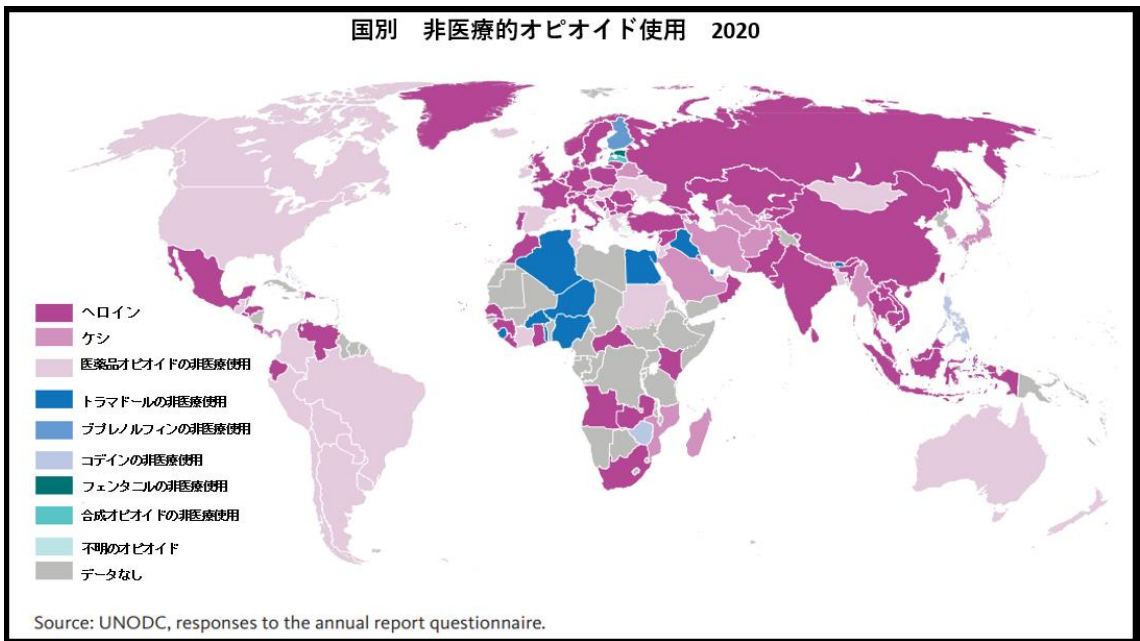 国別　非医療的オピオイド使用　2020
ヘロイン
ケシ
医薬品オピオイドの非医療使用
トラマドールの非医療使用
ブプレノルフィンの非医療使用
コデインの非医療使用
フェンタニルの非医療使用
合成オピオイドの非医療使用
不明のオピオイド
データなし
Source: UNODC, responses to the annual report questionnaire.